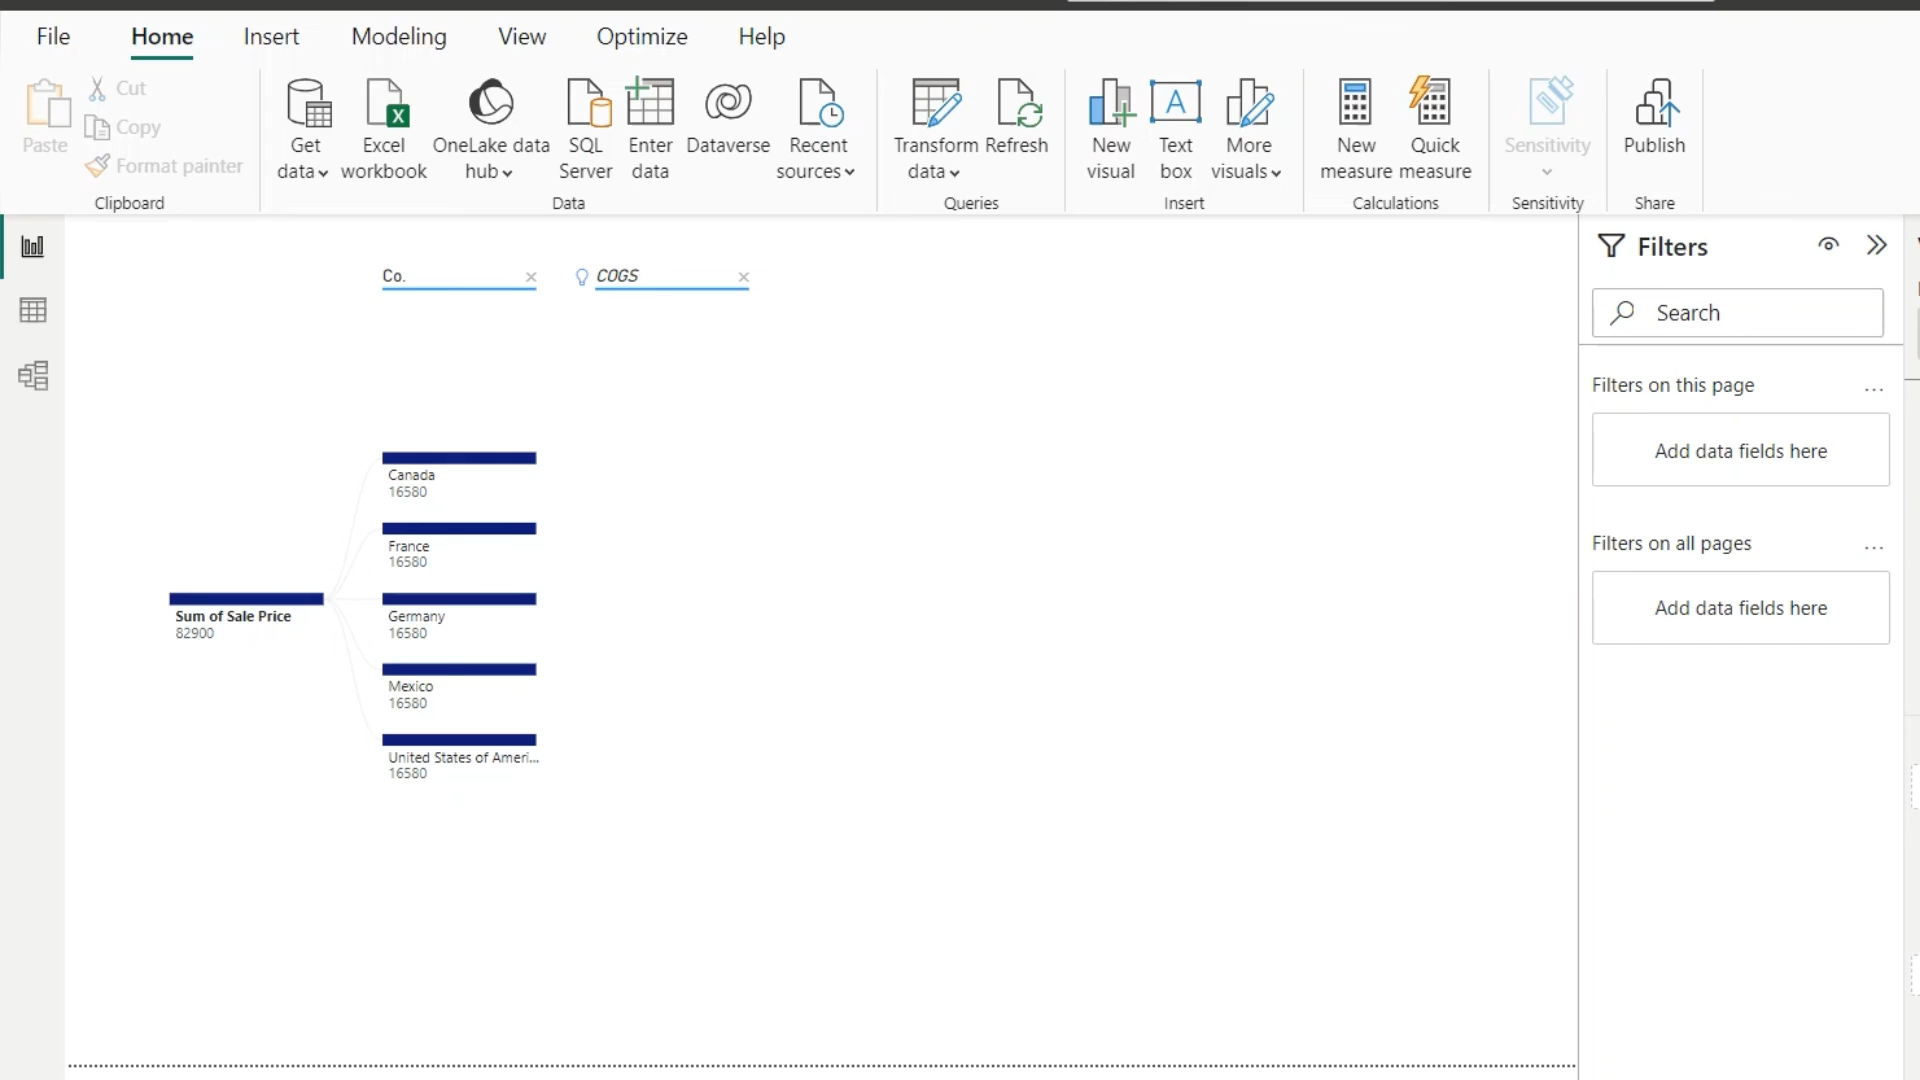 File Home Insert Modeling View Optimize Help
Paste
Cut
Copy
Format painter
Clipboard
Get data
Excel workbook
OneLake data hub
SQL Server
Enter data
Dataverse
Recent sources
Data
Transform data
Refresh
Queries
New visual
Text box
More visuals
Insert
New measure
Quick measure
Calculations
Sensitivity
Sensitivity
Publish
Share
Co.
COGS
Canada
16580
France
16580
Sum of Sale Price
82900
Germany
16580
Mexico
16580
United States of Ameri...
16580
Filters
Search
Filters on this page
...
Add data fields here
Filters on all pages
...
Add data fields here